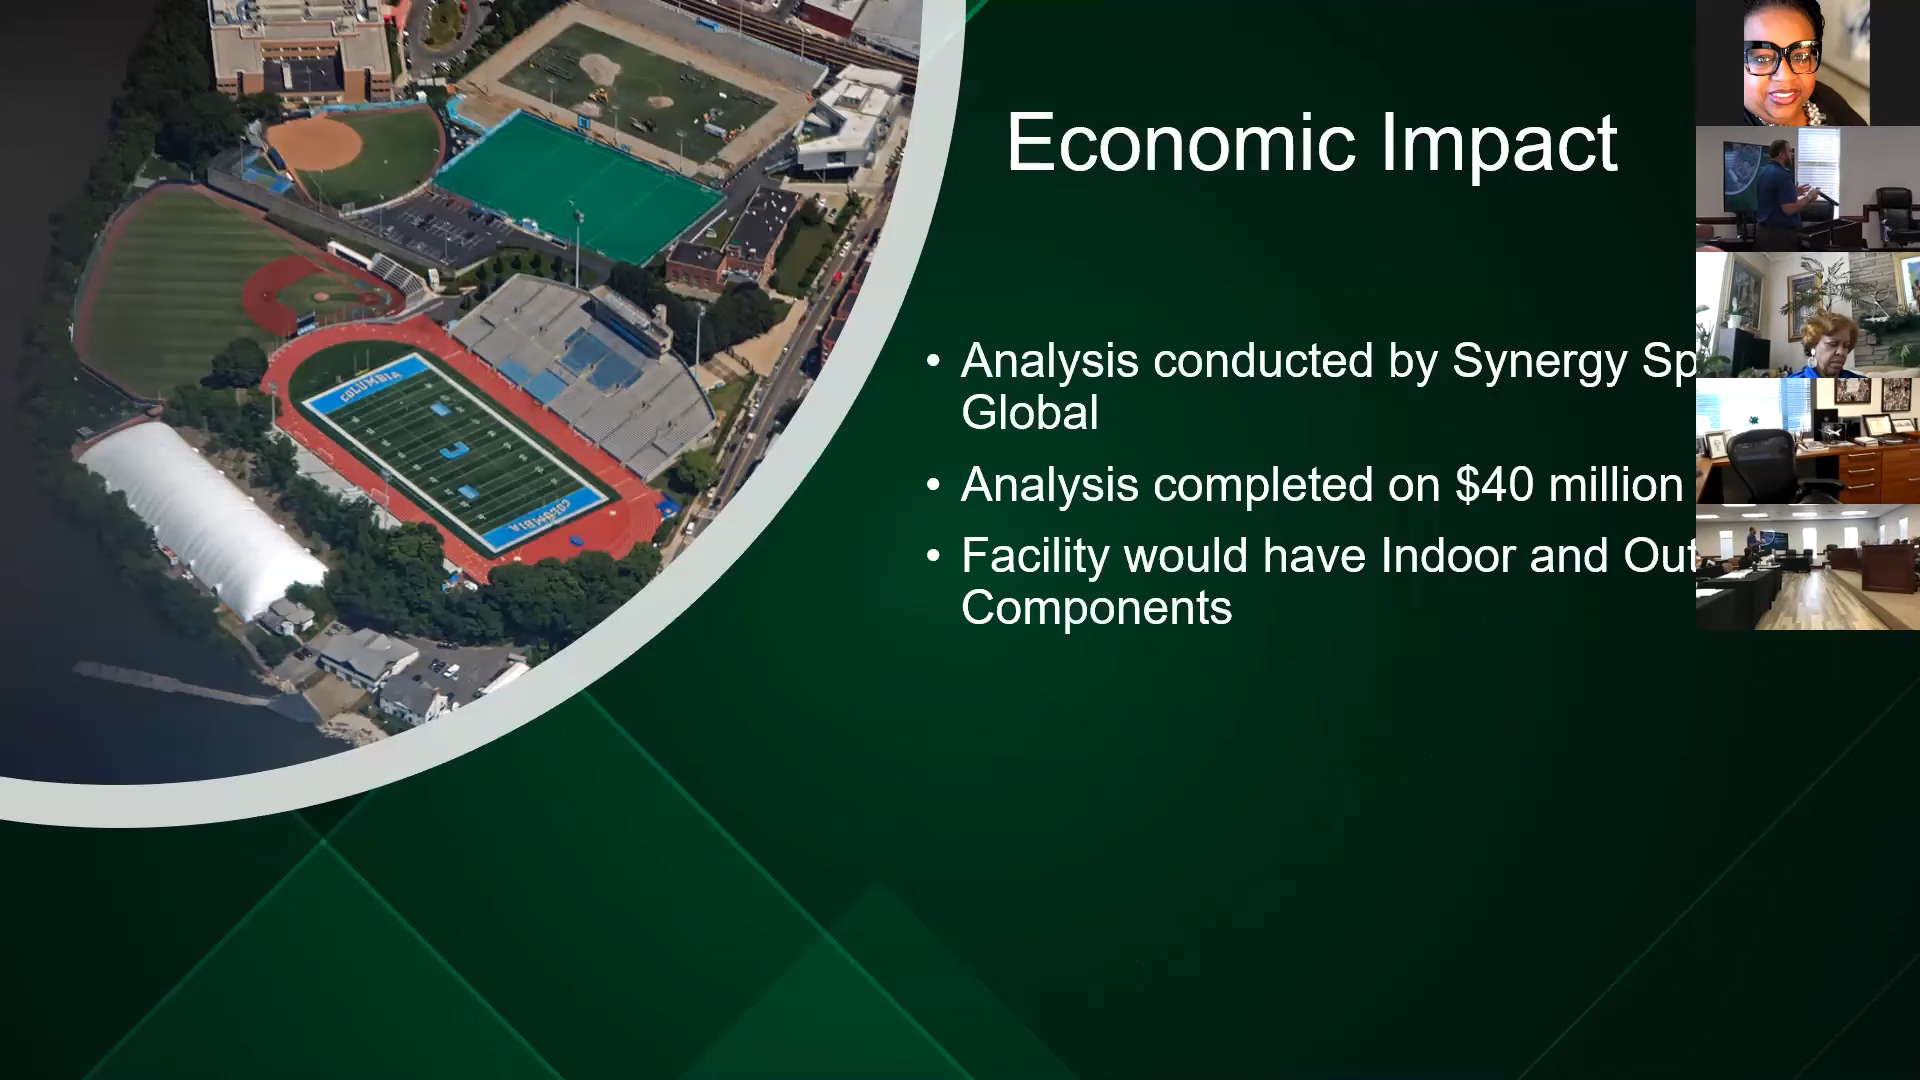 Economic Impact
• Analysis conducted by Synergy Sp
Global
• Analysis completed on $40 million
• Facility would have Indoor and Out
Components
COLUMBIA
C
COLUMBIA